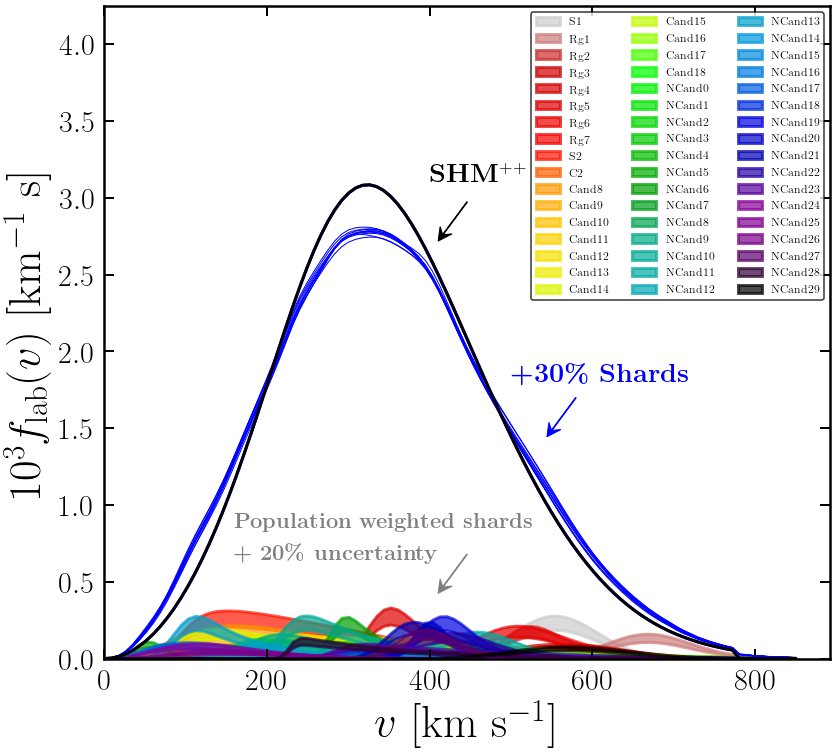 4.0
3.5
3.0
2.5
2.0
1.5
1.0
0.5
0.0
10³f_lab(v) [km⁻¹ s]
0 200 400 600 800
v [km s⁻¹]
SHM⁺⁺
+30% Shards
Population weighted shards
+ 20% uncertainty
S1
Rg1
Rg2
Rg3
Rg4
Rg5
Rg6
Rg7
S2
C2
Cand8
Cand9
Cand10
Cand11
Cand12
Cand13
Cand14
Cand15
Cand16
Cand17
Cand18
NCand0
NCand1
NCand2
NCand3
NCand4
NCand5
NCand6
NCand7
NCand8
NCand9
NCand10
NCand11
NCand12
NCand13
NCand14
NCand15
NCand16
NCand17
NCand18
NCand19
NCand20
NCand21
NCand22
NCand23
NCand24
NCand25
NCand26
NCand27
NCand28
NCand29